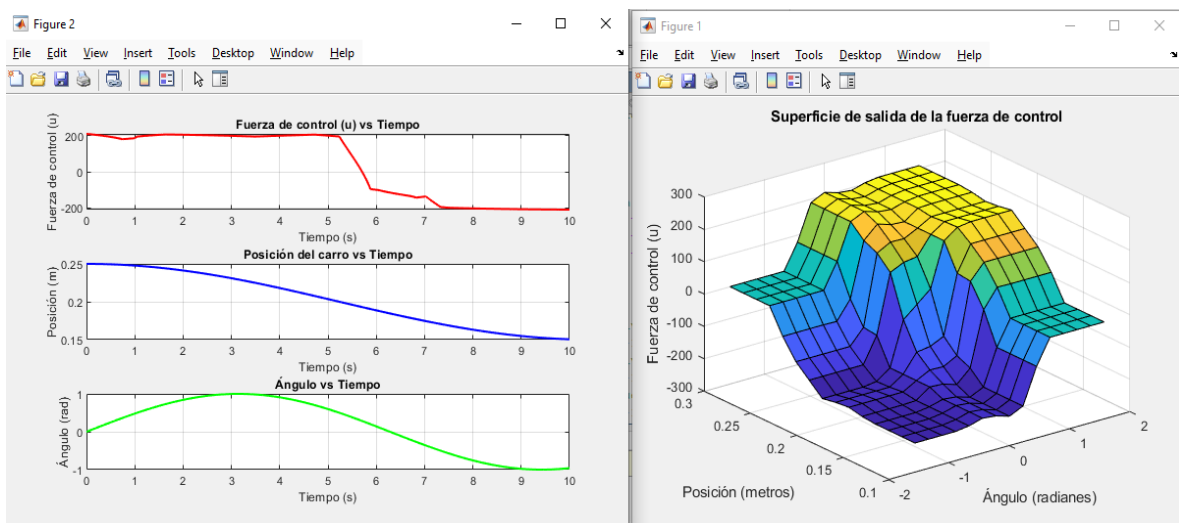 Figure 2
File Edit View Insert Tools Desktop Window Help
Fuerza de control (u) vs Tiempo
Fuerza de control (u)
200
0
-200
0 1 2 3 4 5 6 7 8 9 10
Tiempo (s)
Posición del carro vs Tiempo
Posición (m)
0.25
0.2
0.15
0 1 2 3 4 5 6 7 8 9 10
Tiempo (s)
Ángulo vs Tiempo
Ángulo (rad)
1
0
-1
0 1 2 3 4 5 6 7 8 9 10
Tiempo (s)
Figure 1
File Edit View Insert Tools Desktop Window Help
Superficie de salida de la fuerza de control
Fuerza de control (u)
300
200
100
0
-100
-200
-300
0.3
0.25
0.2
0.15
0.1
Posición (metros)
-2
-1
0
1
2
Ángulo (radianes)